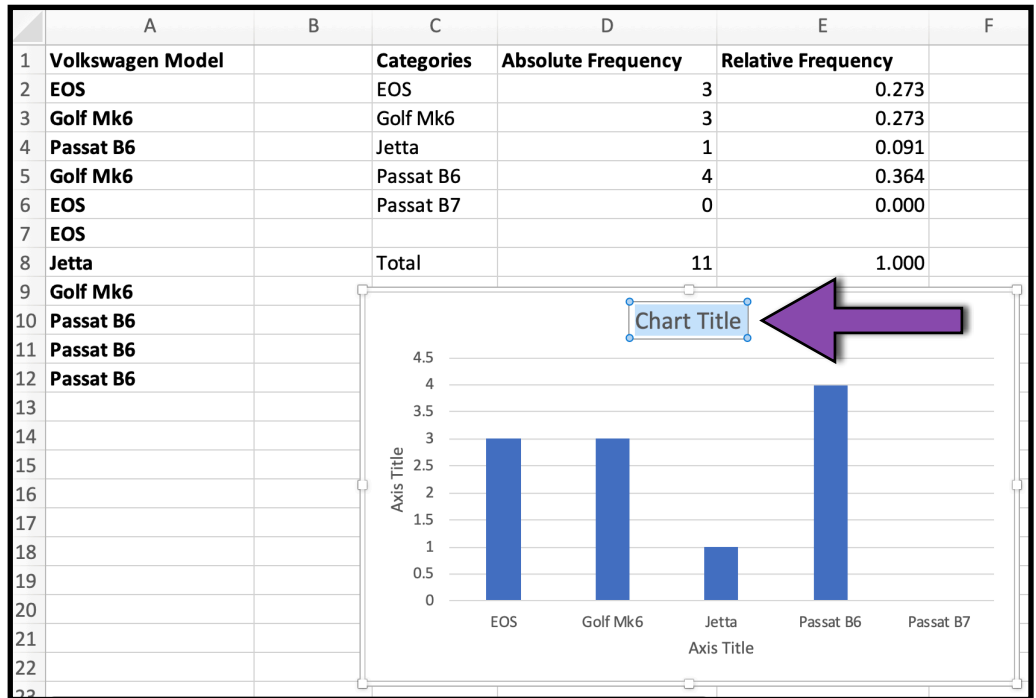 A B C D E F
1 Volkswagen Model Categories Absolute Frequency Relative Frequency
2 EOS EOS 3 0.273
3 Golf Mk6 Golf Mk6 3 0.273
4 Passat B6 Jetta 1 0.091
5 Golf Mk6 Passat B6 4 0.364
6 EOS Passat B7 0 0.000
7 EOS
8 Jetta Total 11 1.000
9 Golf Mk6
10 Passat B6
11 Passat B6
12 Passat B6
13
14
15
16
17
18
19
20
21
22
23
Chart Title
4.5
4
3.5
3
2.5
2
1.5
1
0.5
0
Axis Title
EOS Golf Mk6 Jetta Passat B6 Passat B7
Axis Title